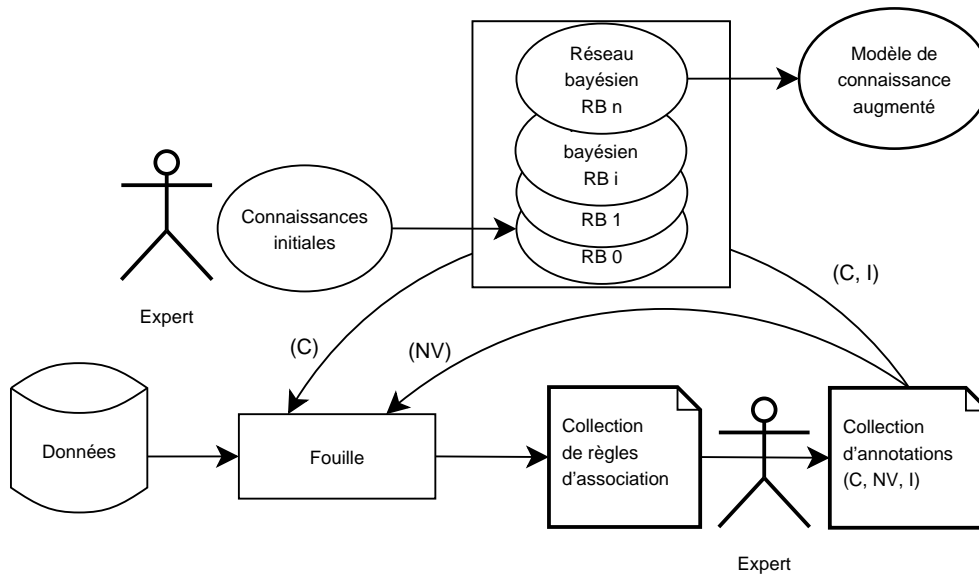 Réseau
bayésien
RB n
bayésien
RB i
RB 1
RB 0
Modèle de
connaissance
augmenté
Connaissances
initiales
Expert
(C, I)
(C)
(NV)
Données
Fouille
Collection
de règles
d'association
Collection
d'annotations
(C, NV, I)
Expert